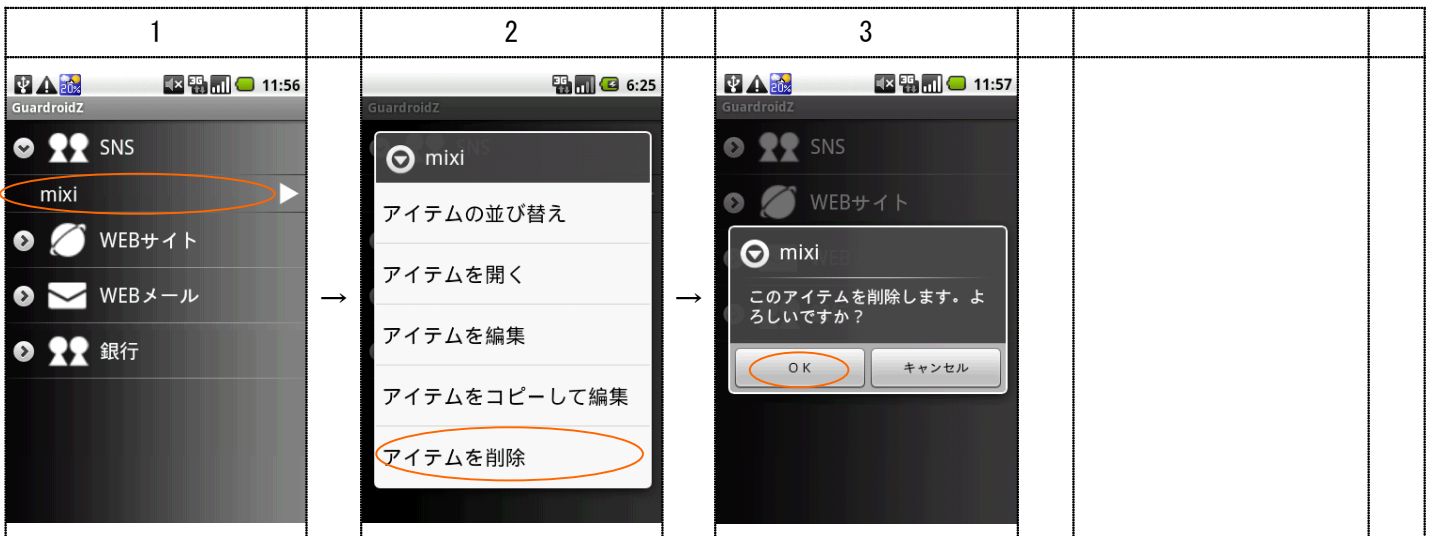 1
2
3
11:56
GuardroidZ
SNS
mixi
WEBサイト
WEBメール
銀行
→
6:25
GuardroidZ
mixi
アイテムの並び替え
アイテムを開く
アイテムを編集
アイテムをコピーして編集
アイテムを削除
→
11:57
GuardroidZ
SNS
WEBサイト
mixi
このアイテムを削除します。よ
ろしいですか？
OK
キャンセル